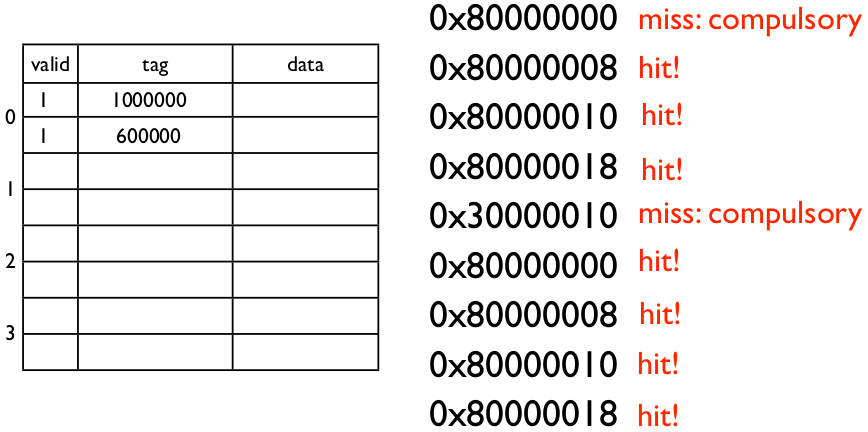 valid tag data
0
1 1000000
1 600000
1
2
3
0x80000000 miss: compulsory
0x80000008 hit!
0x80000010 hit!
0x80000018 hit!
0x30000010 miss: compulsory
0x80000000 hit!
0x80000008 hit!
0x80000010 hit!
0x80000018 hit!